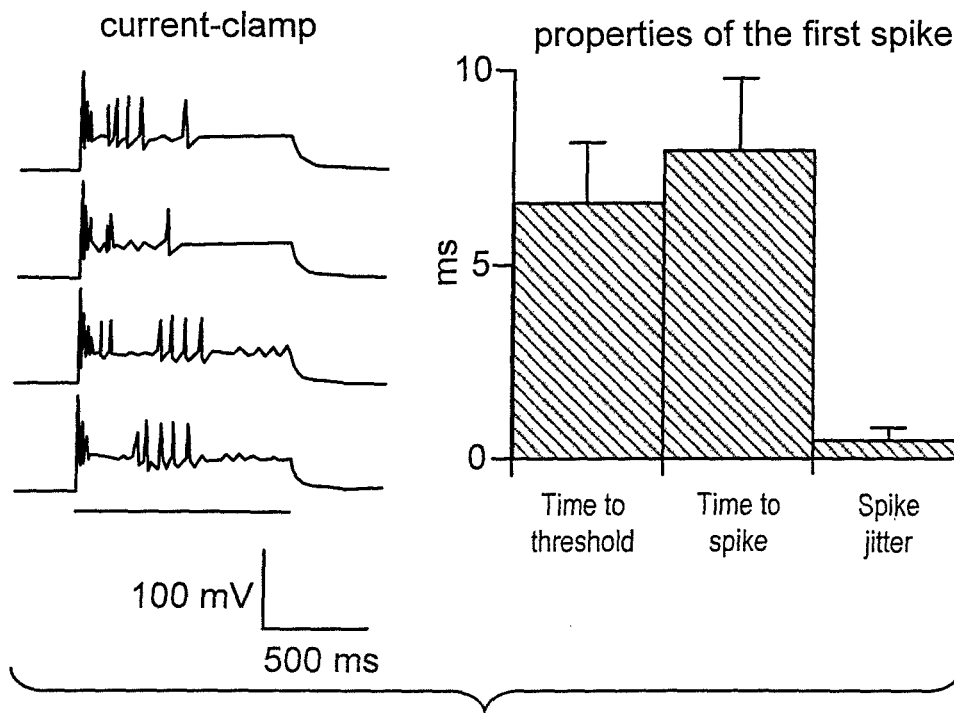 current-clamp
properties of the first spike
10
5
0
ms
Time to
threshold
Time to
spike
Spike
jitter
100 mV
500 ms